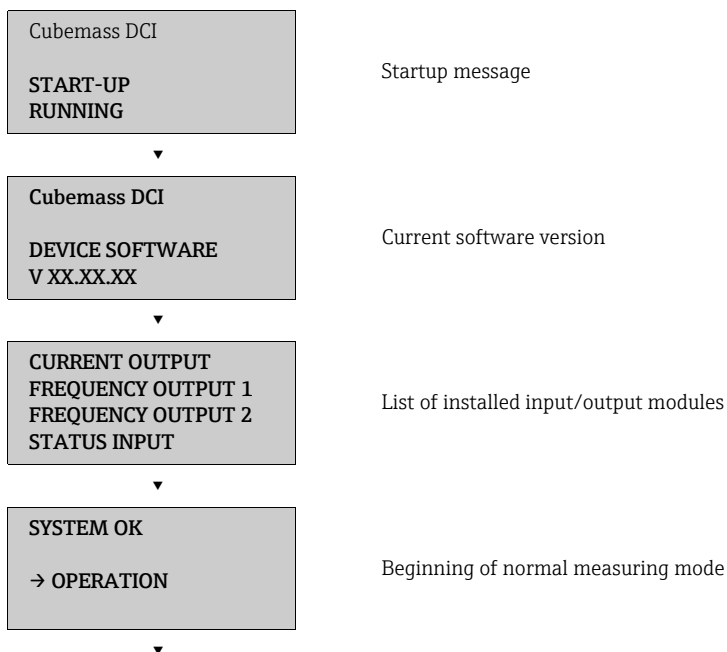 Cubemass DCI
START-UP
RUNNING
Startup message
▼
Cubemass DCI
DEVICE SOFTWARE
V XX.XX.XX
Current software version
▼
CURRENT OUTPUT
FREQUENCY OUTPUT 1
FREQUENCY OUTPUT 2
STATUS INPUT
List of installed input/output modules
▼
SYSTEM OK
→ OPERATION
Beginning of normal measuring mode
▼